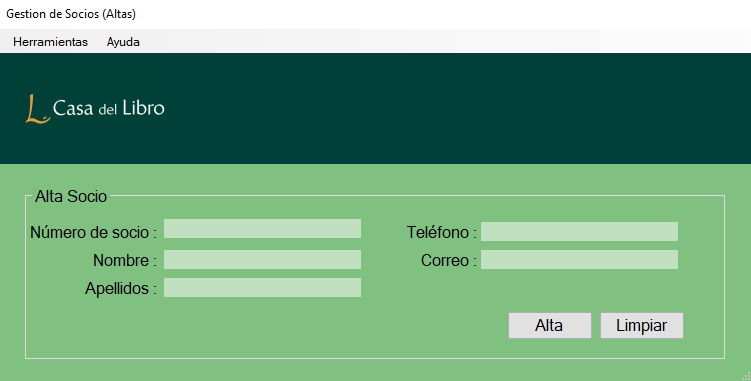 Gestion de Socios (Altas)
Herramientas Ayuda
L. Casa del Libro
Alta Socio
Número de socio :
Nombre :
Apellidos :
Teléfono :
Correo :
Alta Limpiar